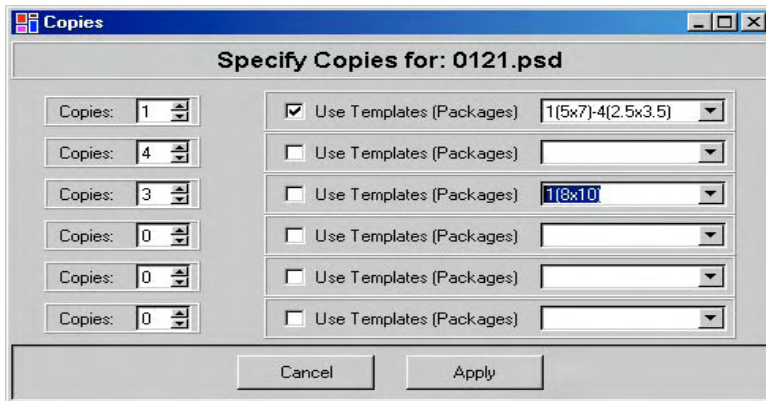 Copies
Specify Copies for: 0121.psd
Copies: 1 Use Templates (Packages) 1(5x7)-4(2.5x3.5)
Copies: 4 Use Templates (Packages)
Copies: 3 Use Templates (Packages) 1(8x10)
Copies: 0 Use Templates (Packages)
Copies: 0 Use Templates (Packages)
Copies: 0 Use Templates (Packages)
Cancel Apply